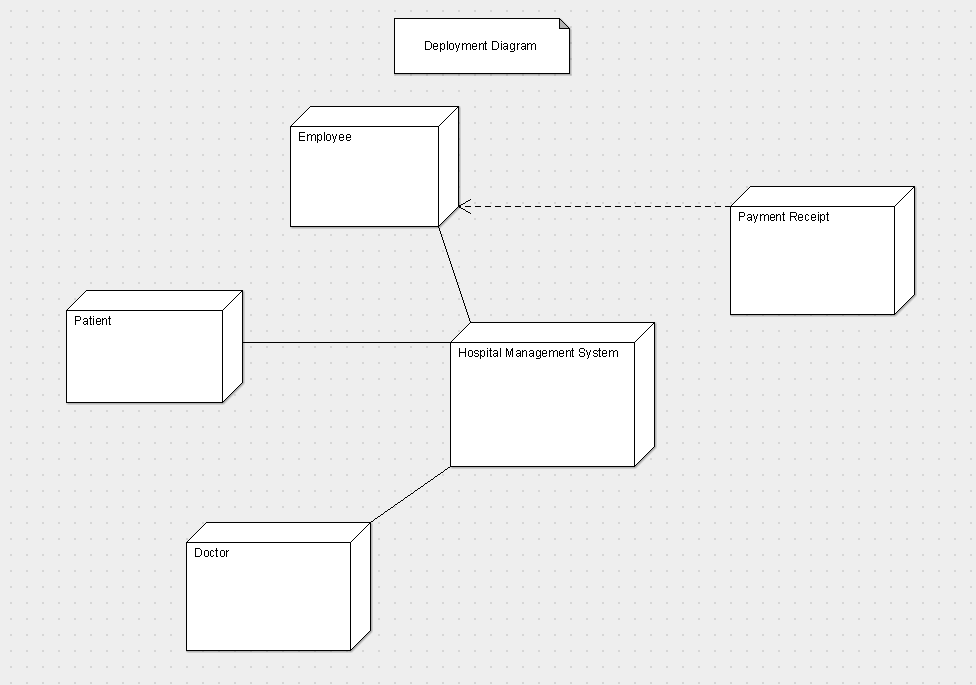 Deployment Diagram
Employee
Payment Receipt
Patient
Hospital Management System
Doctor